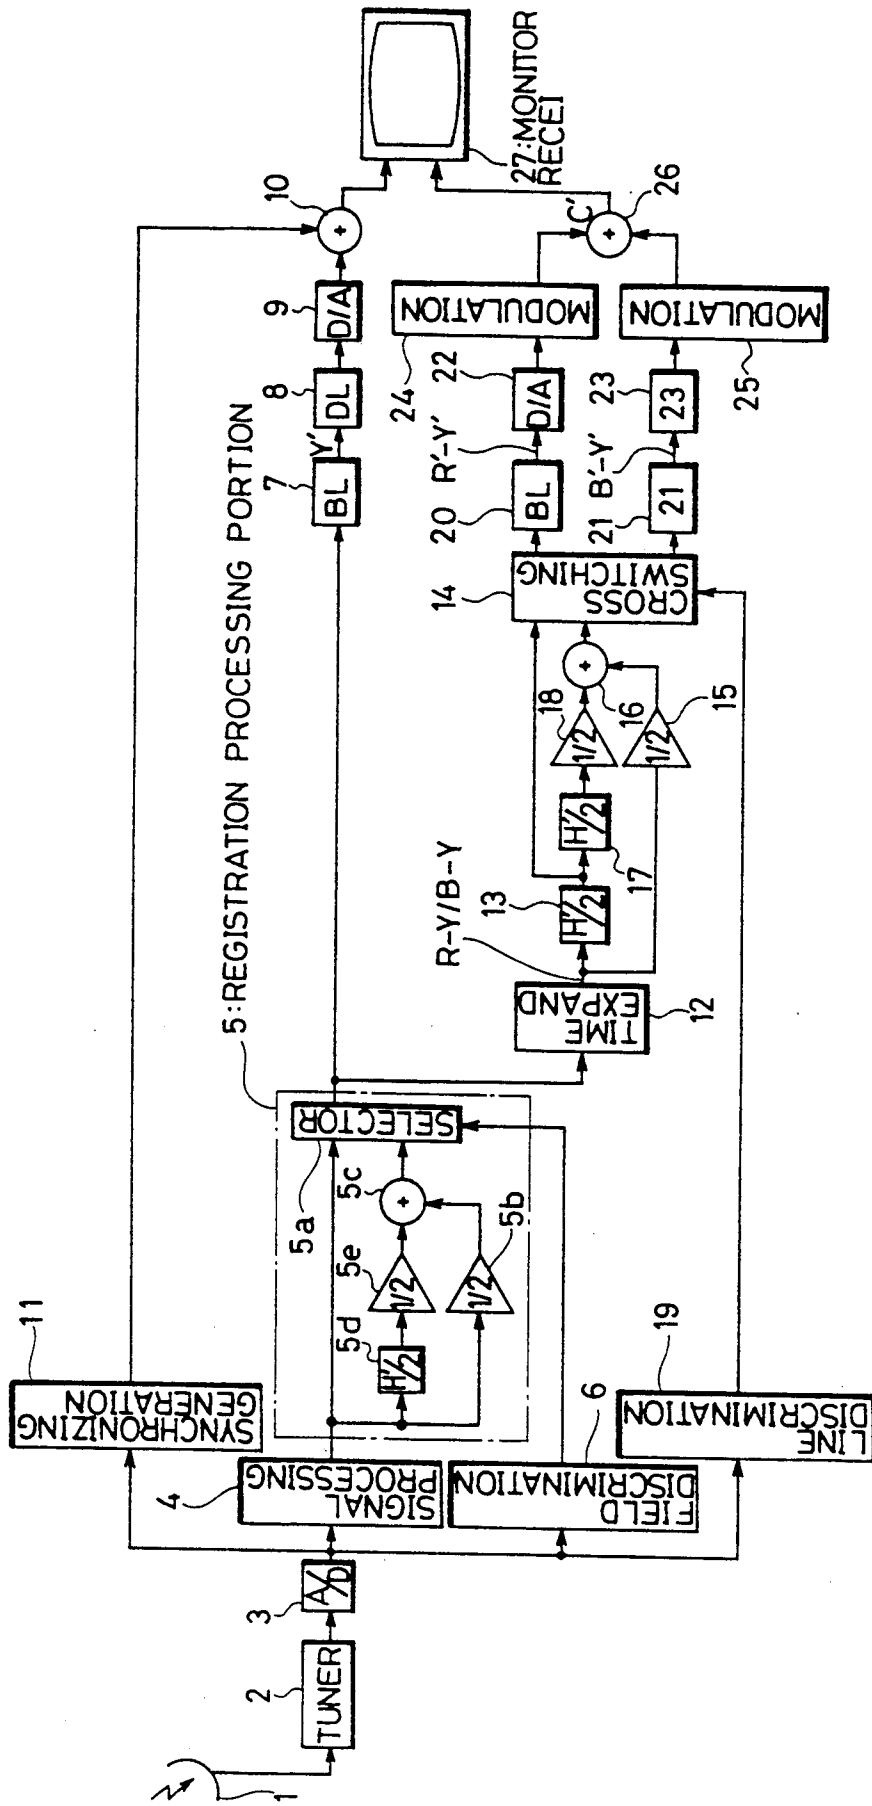 1
2
TUNER
3
A/D
4
SIGNAL
PROCESSING
11
SYNCHRONIZING
GENERATION
6
FIELD
DISCRIMINATION
19
LINE
DISCRIMINATION
5:REGISTRATION PROCESSING PORTION
5a
SELECTOR
5d
H'/2
5e
1/2
5c
+
5b
1/2
12
TIME
EXPAND
R-Y/B-Y
13
H'/2
17
H'/2
18
1/2
16
+
15
1/2
14
CROSS
SWITCHING
7
BL
Y'
8
DL
9
D/A
10
+
20
BL
R'-Y'
22
D/A
24
MODULATION
21
21
B'-Y'
23
23
25
MODULATION
C'
26
+
27:MONITOR
RECEI